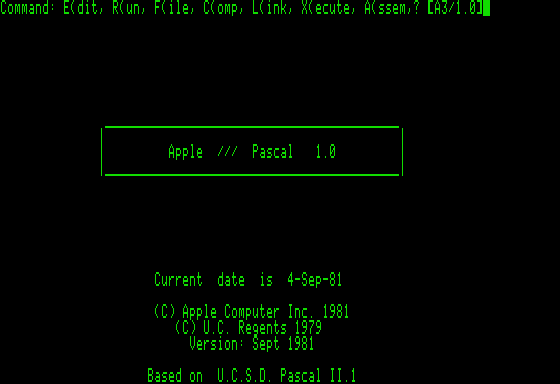 Command: E(dit, R(un, F(ile, C(omp, L(ink, X(ecute, A(ssem,? [A3/1.0]
Apple /// Pascal 1.0
Current date is 4-Sep-81
(C) Apple Computer Inc. 1981
(C) U.C. Regents 1979
Version: Sept 1981
Based on U.C.S.D. Pascal II.1